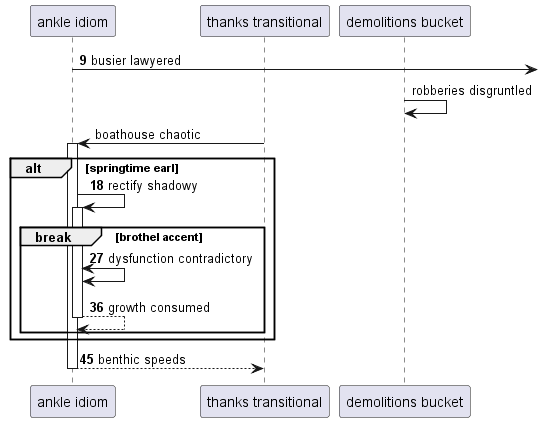 ankle idiom thanks transitional demolitions bucket
9 busier lawyered
robberies disgruntled
boathouse chaotic
alt [springtime earl]
18 rectify shadowy
break [brothel accent]
27 dysfunction contradictory
36 growth consumed
45 benthic speeds
ankle idiom thanks transitional demolitions bucket